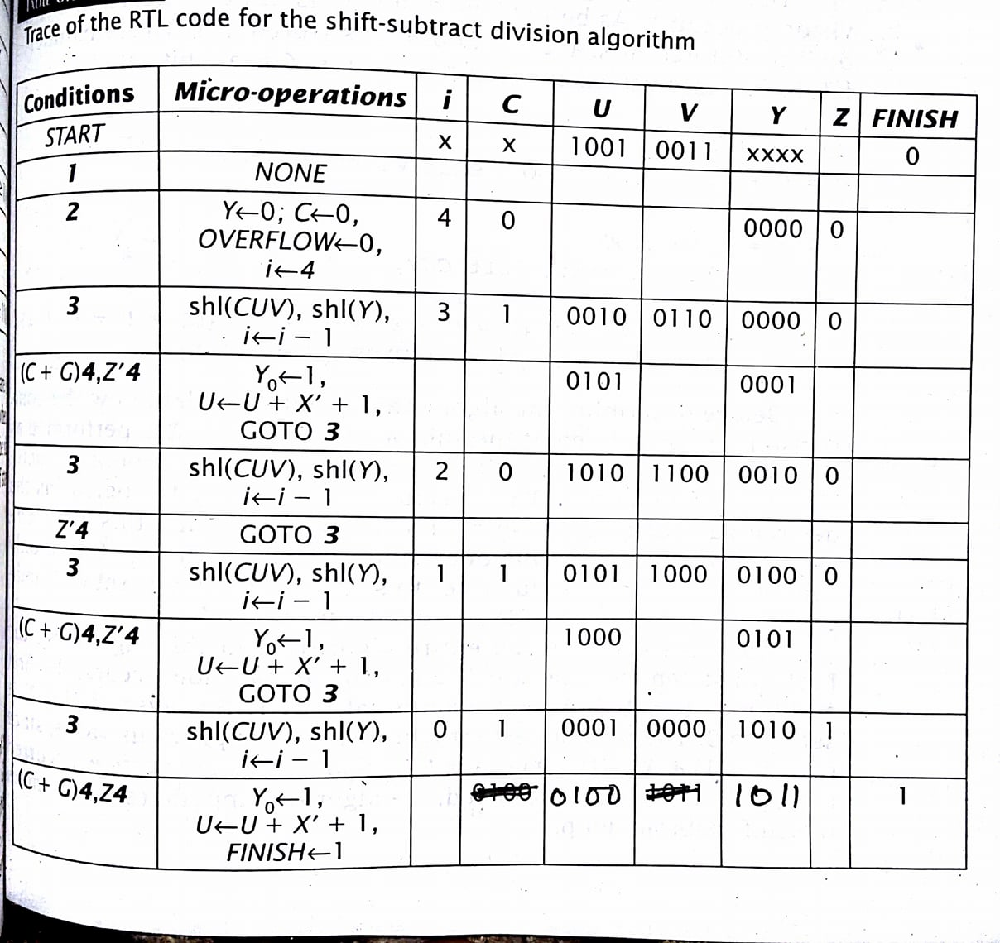 Trace of the RTL code for the shift-subtract division algorithm
Conditions Micro-operations i C U V Y Z FINISH
START x x 1001 0011 xxxx 0
1 NONE
2 Y←0; C←0, 4 0 0000 0
OVERFLOW←0,
i←4
3 shl(CUV), shl(Y), 3 1 0010 0110 0000 0
i←i – 1
(C + G)4,Z′4 Y₀←1, 0101 0001
U←U + X′ + 1,
GOTO 3
3 shl(CUV), shl(Y), 2 0 1010 1100 0010 0
i←i – 1
Z′4 GOTO 3
3 shl(CUV), shl(Y), 1 1 0101 1000 0100 0
i←i – 1
(C + G)4,Z′4 Y₀←1, 1000 0101
U←U + X′ + 1,
GOTO 3
3 shl(CUV), shl(Y), 0 1 0001 0000 1010 1
i←i – 1
(C + G)4,Z4 Y₀←1, 0100 1011 1
U←U + X′ + 1,
FINISH←1